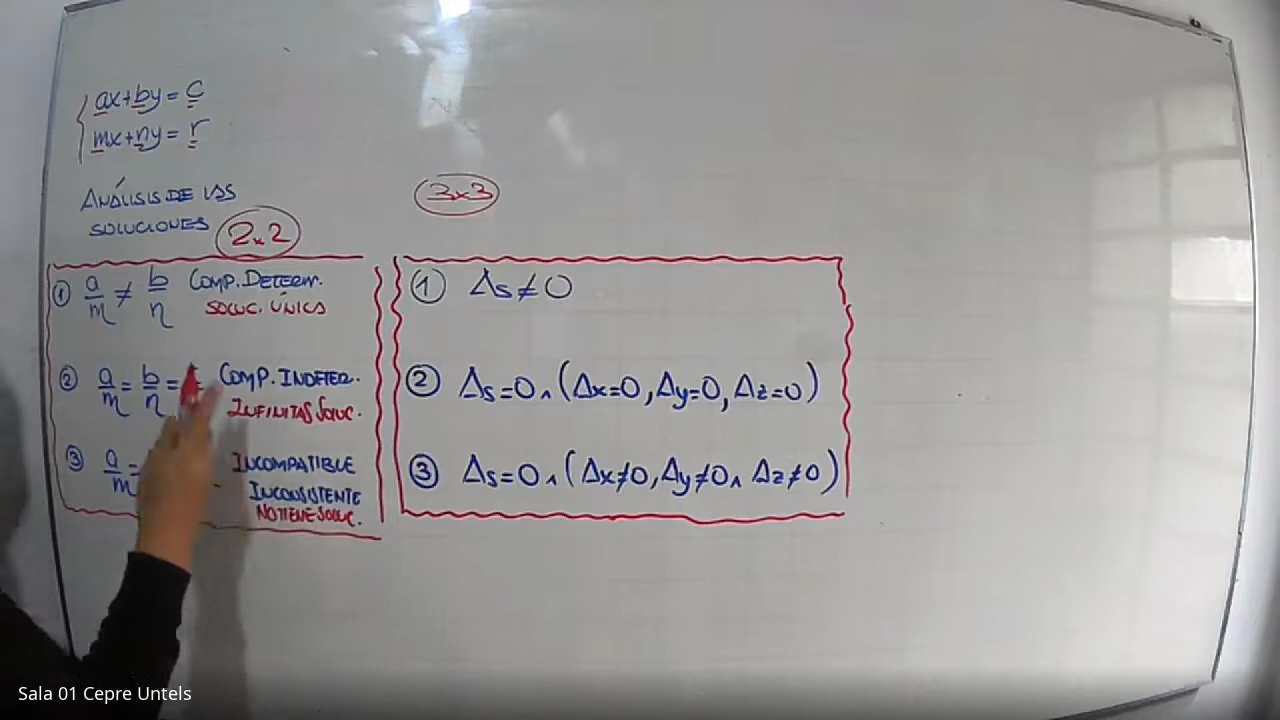 ax+by= c
mx+ny= r
ANÁLISIS DE LAS
SOLUCIONES
2x2
① a/m ≠ b/n COMP. DETERM.
SOLUC. ÚNICA
② a/m = b/n = COMP. INDETER.
INFINITAS SOLUC.
③ a/m = INCOMPATIBLE
INCONSISTENTE
NO TIENE SOLUC.
3x3
① Δs≠0
② Δs=0 ∧ (Δx=0, Δy=0, Δz=0)
③ Δs=0 ∧ (Δx≠0, Δy≠0 ∧ Δz≠0)
Sala 01 Cepre Untels